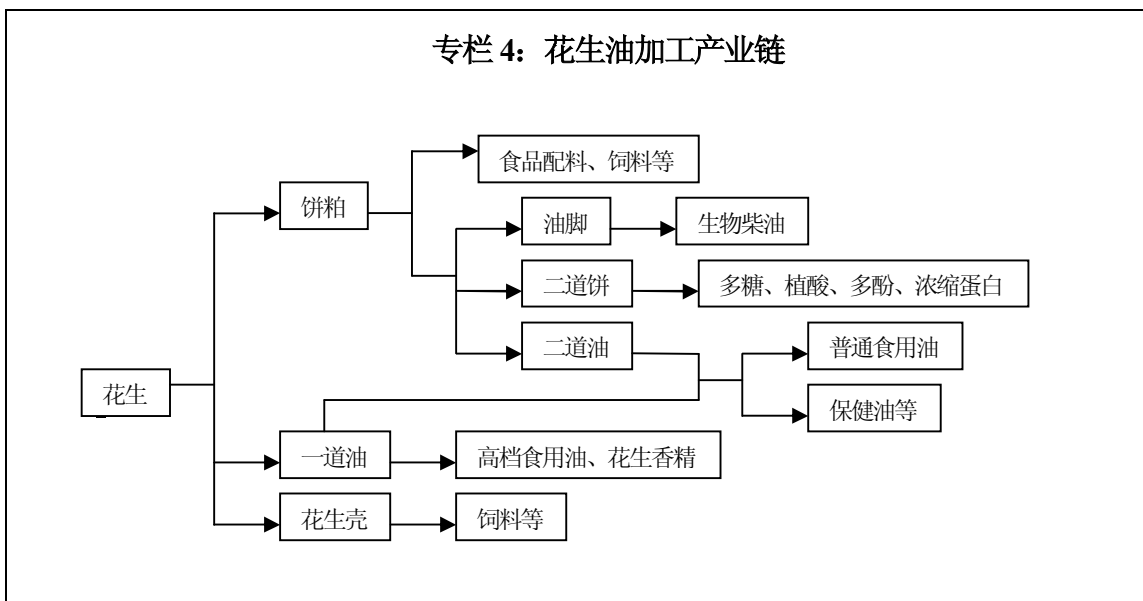 专栏 4：花生油加工产业链
食品配料、饲料等
饼粕
油脚
生物柴油
二道饼
多糖、植酸、多酚、浓缩蛋白
二道油
普通食用油
花生
保健油等
一道油
高档食用油、花生香精
花生壳
饲料等